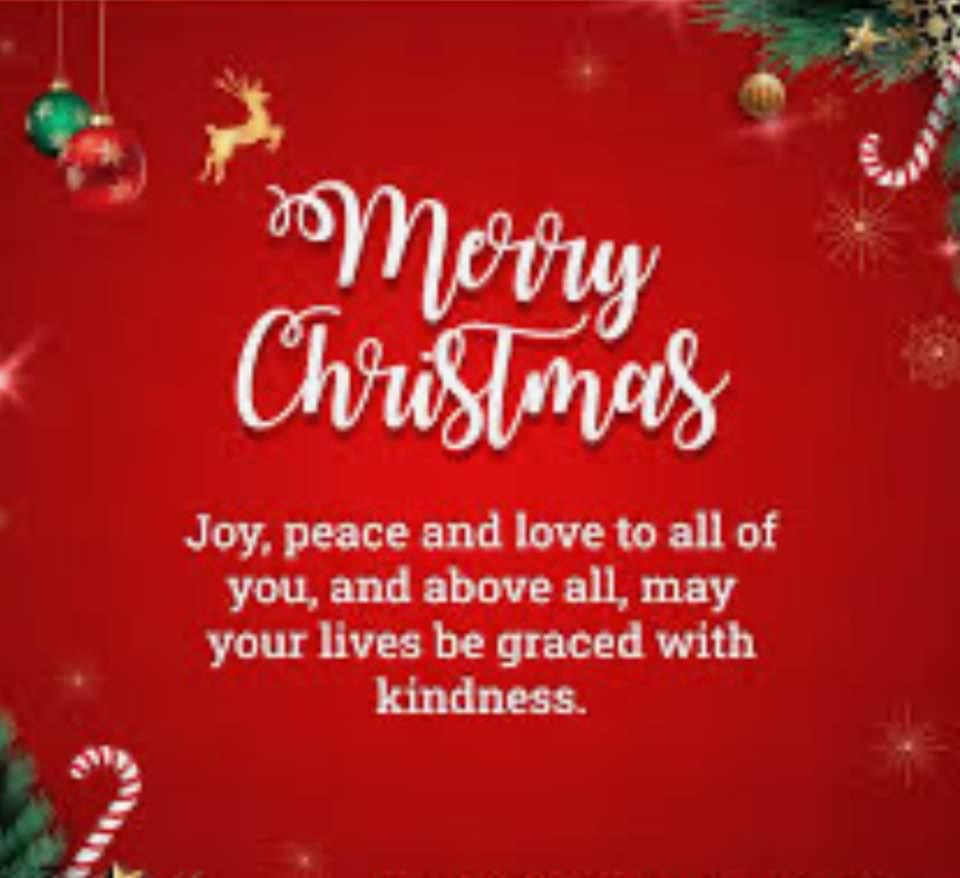 Merry
Christmas
Joy, peace and love to all of
you, and above all, may
your lives be graced with
kindness.